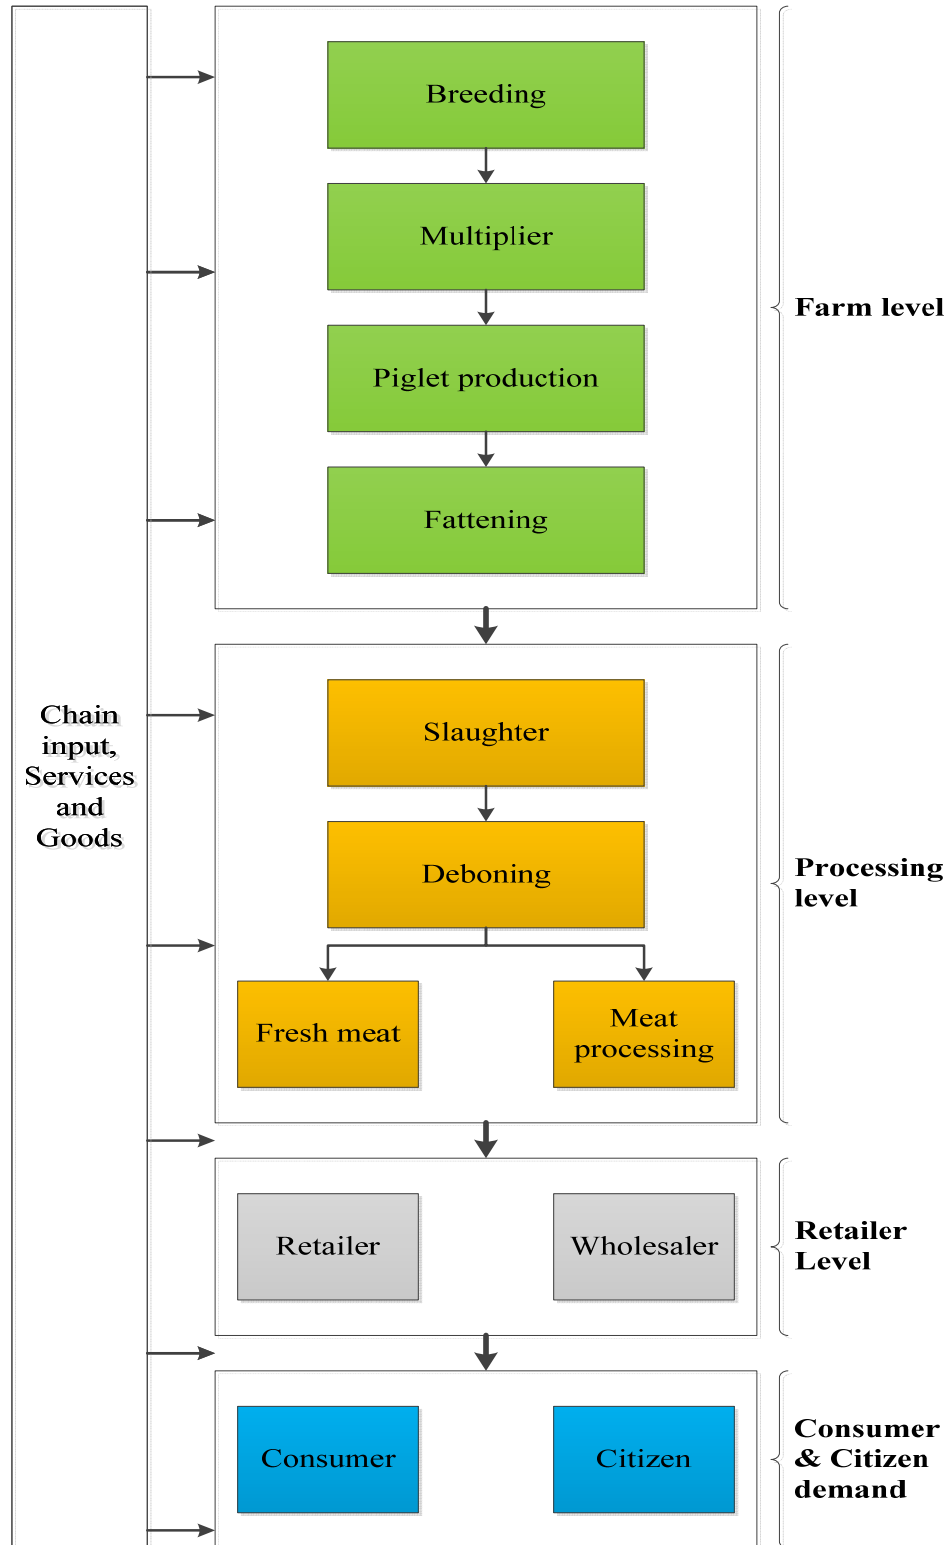 Breeding
Multiplier
Farm level
Piglet production
Fattening
Chain
input,
Services
and
Goods
Slaughter
Deboning
Processing
level
Fresh meat
Meat
processing
Retailer
Wholesaler
Retailer
Level
Consumer
Citizen
Consumer
& Citizen
demand